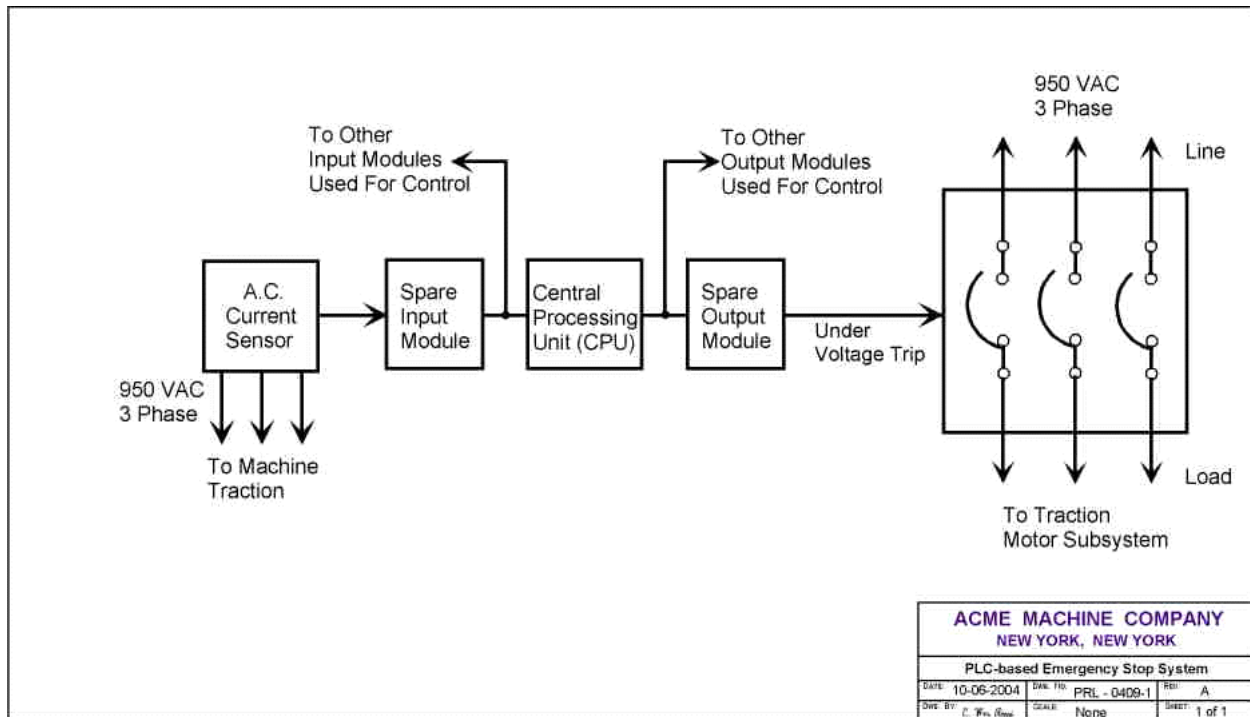 950 VAC
3 Phase
To Other
Input Modules
Used For Control
To Other
Output Modules
Used For Control
Line
A.C.
Current
Sensor
Spare
Input
Module
Central
Processing
Unit (CPU)
Spare
Output
Module
Under
Voltage Trip
950 VAC
3 Phase
To Machine
Traction
Load
To Traction
Motor Subsystem
ACME MACHINE COMPANY
NEW YORK, NEW YORK
PLC-based Emergency Stop System
DATE: 10-06-2004 DWG. NO. PRL - 0409-1 REV: A
DWG. BY: SCALE: None SHEET: 1 of 1